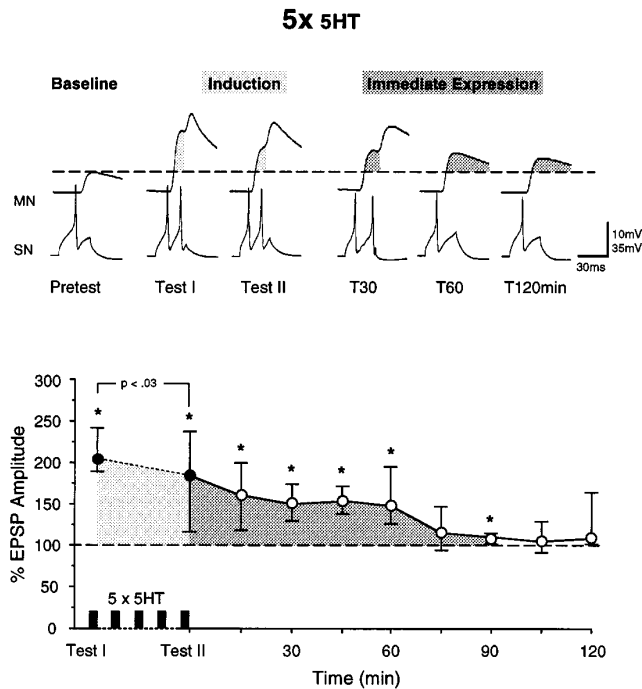 5x 5HT
Baseline Induction Immediate Expression
MN
SN
10mV
35mV
30ms
Pretest Test I Test II T30 T60 T120min
300
250
200
150
100
50
0
% EPSP Amplitude
p < .03
* * * * * * *
5 x 5HT
Test I Test II 30 60 90 120
Time (min)